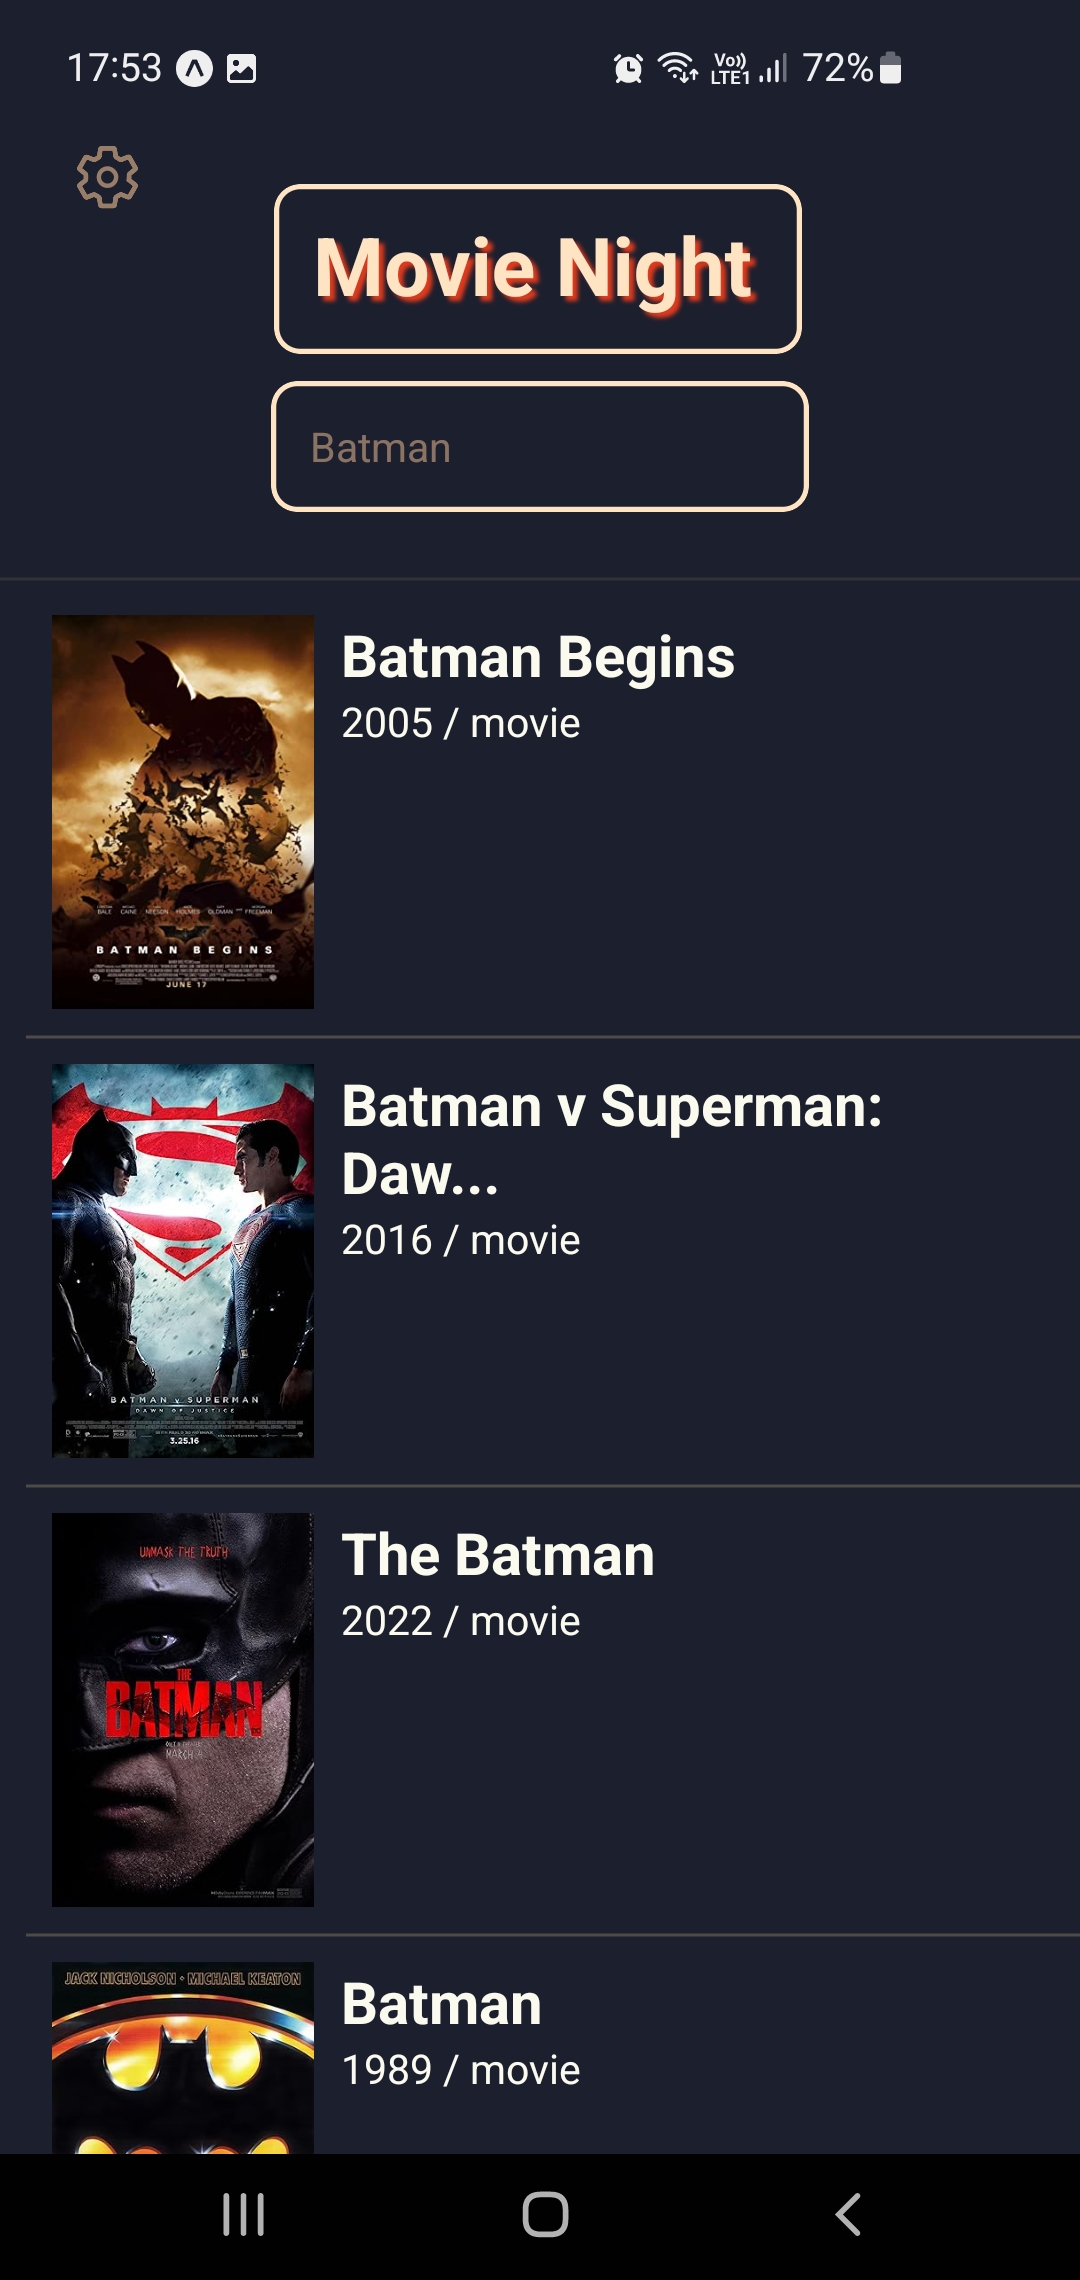 17:53
Vo)) LTE1 72%
Movie Night
Batman
Batman Begins
2005 / movie
BATMAN BEGINS
JUNE 17
Batman v Superman:
Daw...
2016 / movie
BATMAN v SUPERMAN
DAWN OF JUSTICE
3.25.16
The Batman
2022 / movie
UNMASK THE TRUTH
THE
BATMAN
MARCH 4
JACK NICHOLSON • MICHAEL KEATON
Batman
1989 / movie